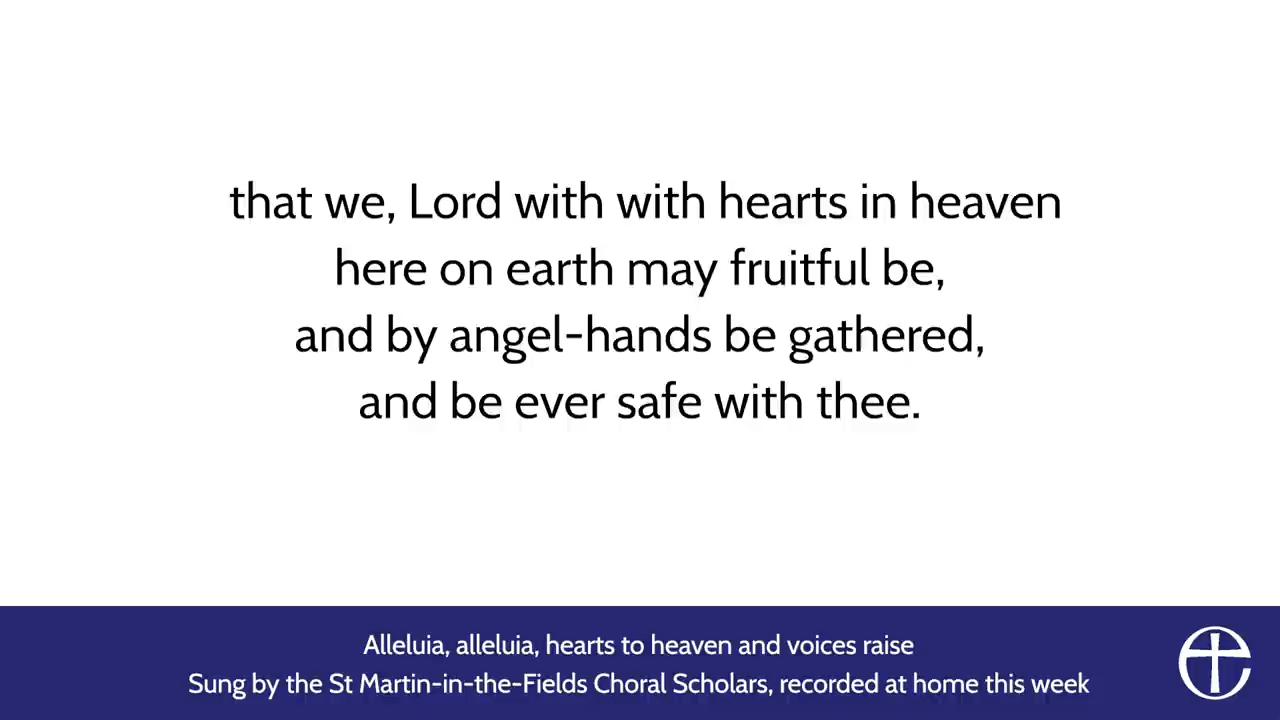 that we, Lord with with hearts in heaven
here on earth may fruitful be,
and by angel-hands be gathered,
and be ever safe with thee.
Alleluia, alleluia, hearts to heaven and voices raise
Sung by the St Martin-in-the-Fields Choral Scholars, recorded at home this week